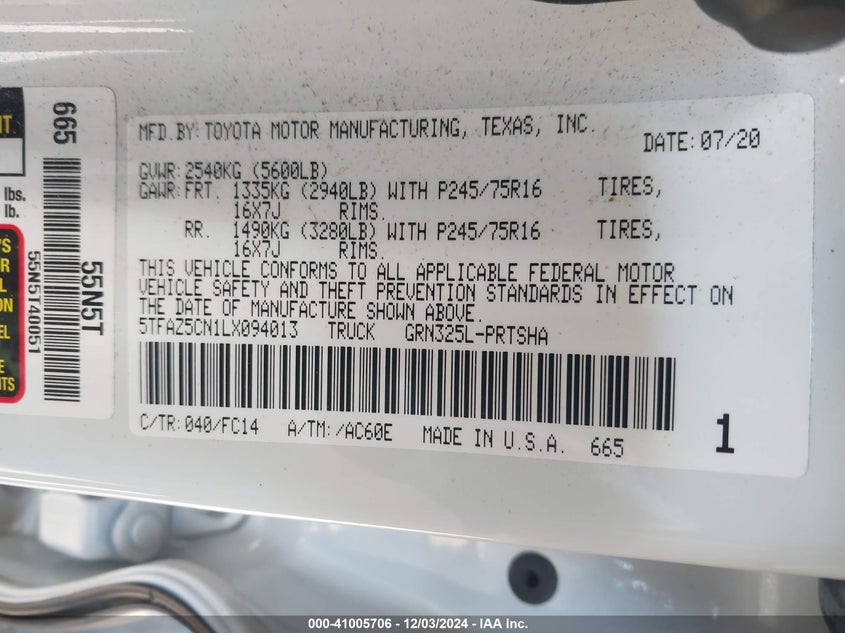 MFD.BY:TOYOTA MOTOR MANUFACTURING, TEXAS, INC.
DATE:07/20
GVWR:2540KG (5600LB)
GAWR:FRT. 1335KG (2940LB) WITH P245/75R16 TIRES,
16X7J RIMS.
RR. 1490KG (3280LB) WITH P245/75R16 TIRES,
16X7J RIMS.
THIS VEHICLE CONFORMS TO ALL APPLICABLE FEDERAL MOTOR
VEHICLE SAFETY AND THEFT PREVENTION STANDARDS IN EFFECT ON
THE DATE OF MANUFACTURE SHOWN ABOVE.
5TFAZ5CN1LX094013 TRUCK GRN325L-PRTSHA
C/TR:040/FC14 A/TM:/AC60E MADE IN U.S.A. 665
1
665
55N5T
55N5T40051
lbs.
lb.
000-41005706 - 12/03/2024 - IAA Inc.